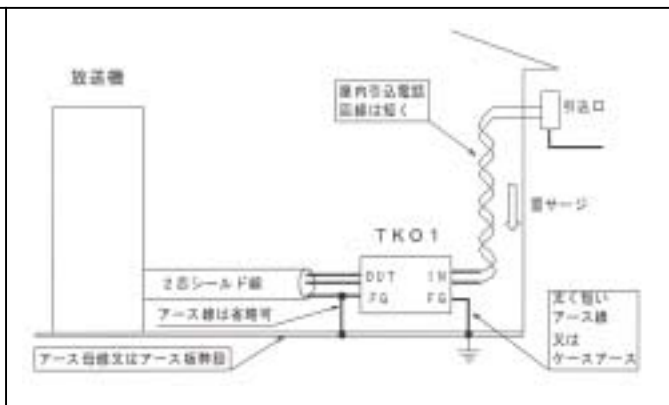 放送機
屋内引込電話
回線は短く
引込口
雷サージ
TK01
OUT IN
FG FG
2芯シールド線
アース線は省略可
太く短い
アース線
又は
ケースアース
アース母線又はアース板